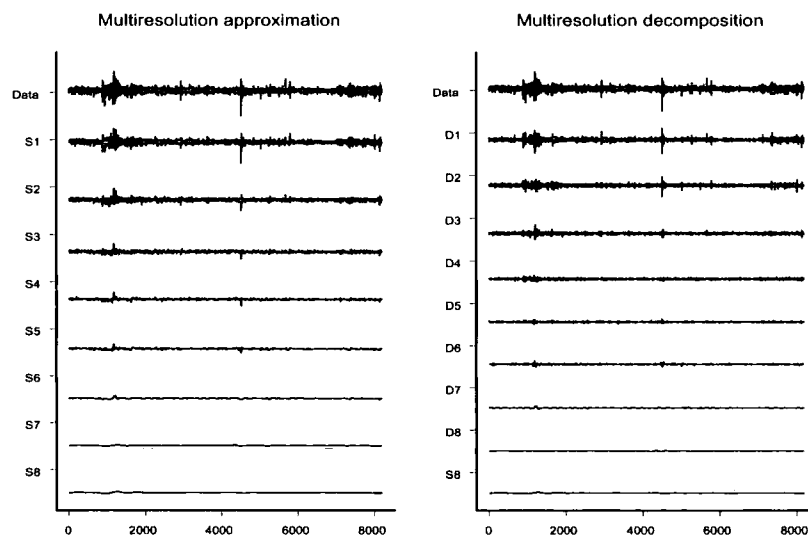 Multiresolution approximation
Data
S1
S2
S3
S4
S5
S6
S7
S8
0 2000 4000 6000 8000
Multiresolution decomposition
Data
D1
D2
D3
D4
D5
D6
D7
D8
S8
0 2000 4000 6000 8000